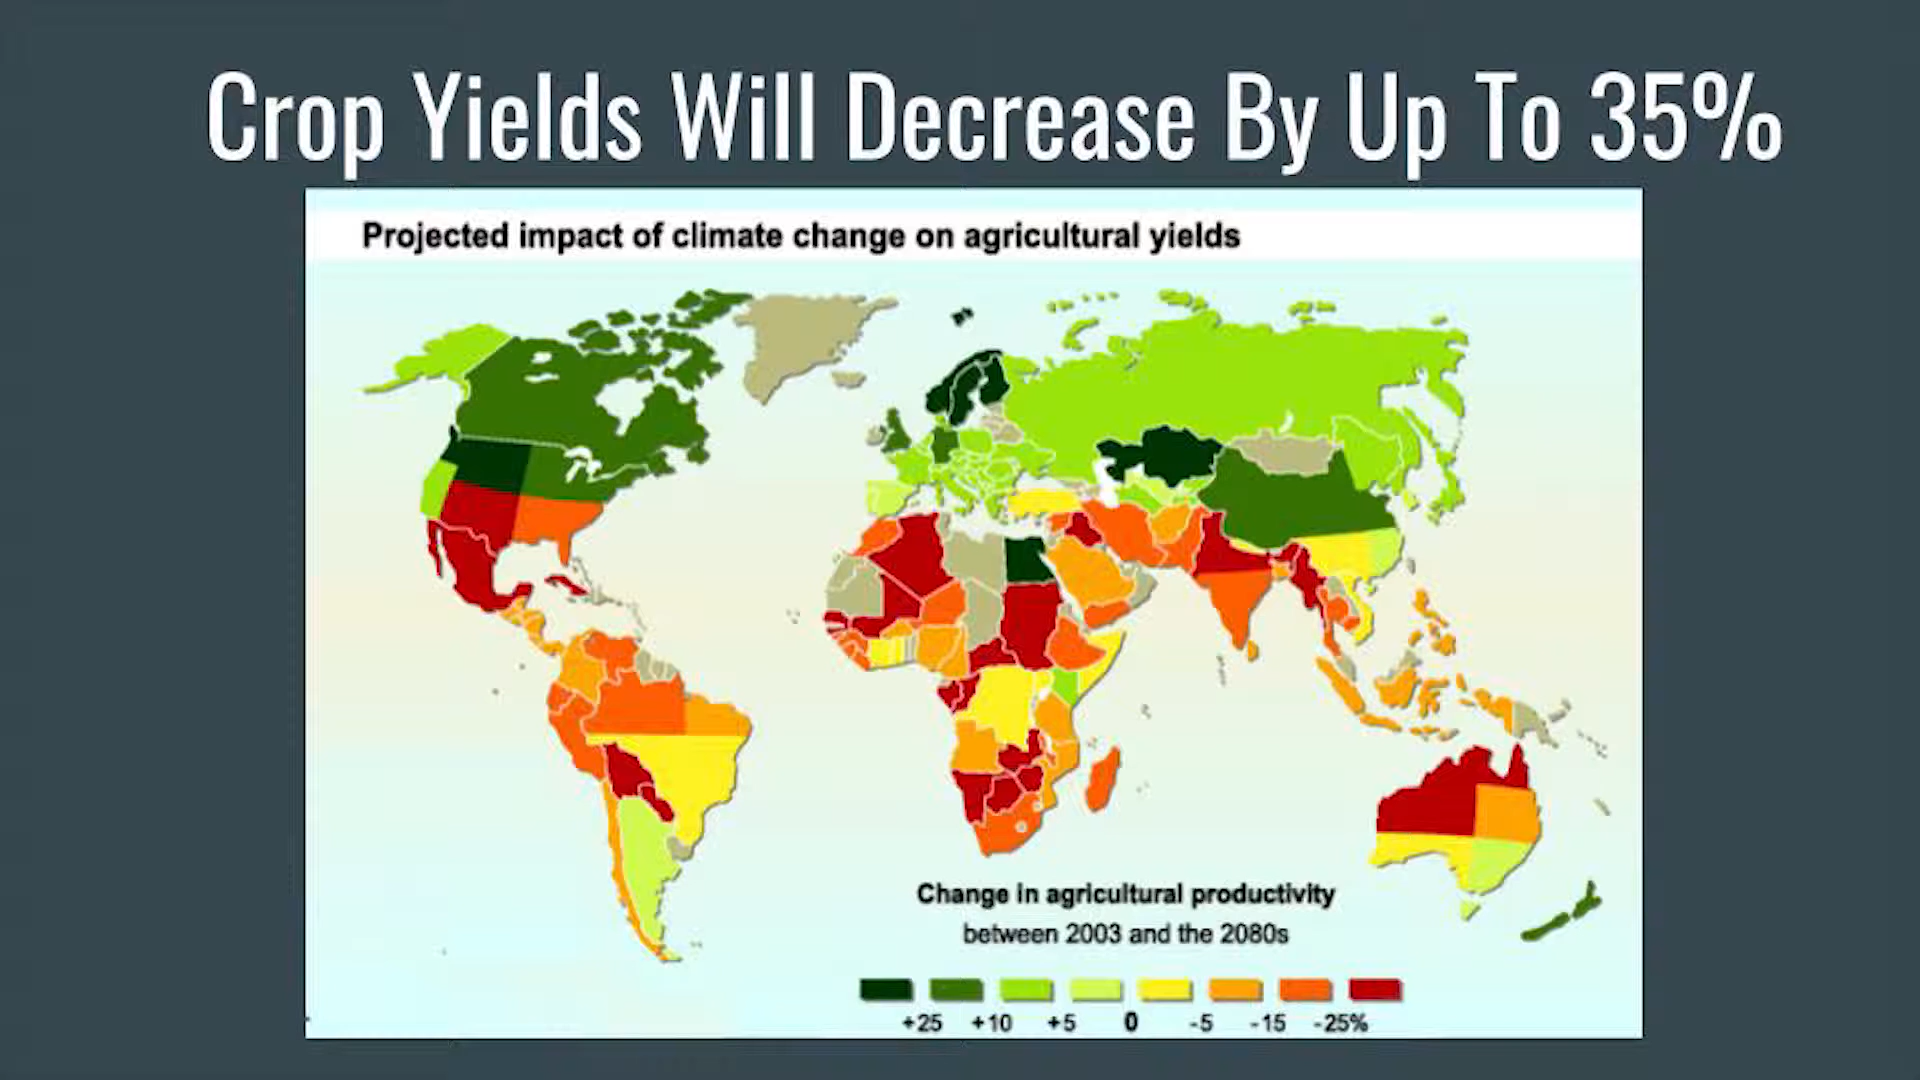 Crop Yields Will Decrease By Up To 35%
Projected impact of climate change on agricultural yields
Change in agricultural productivity
between 2003 and the 2080s
+25 +10 +5 0 -5 -15 -25%